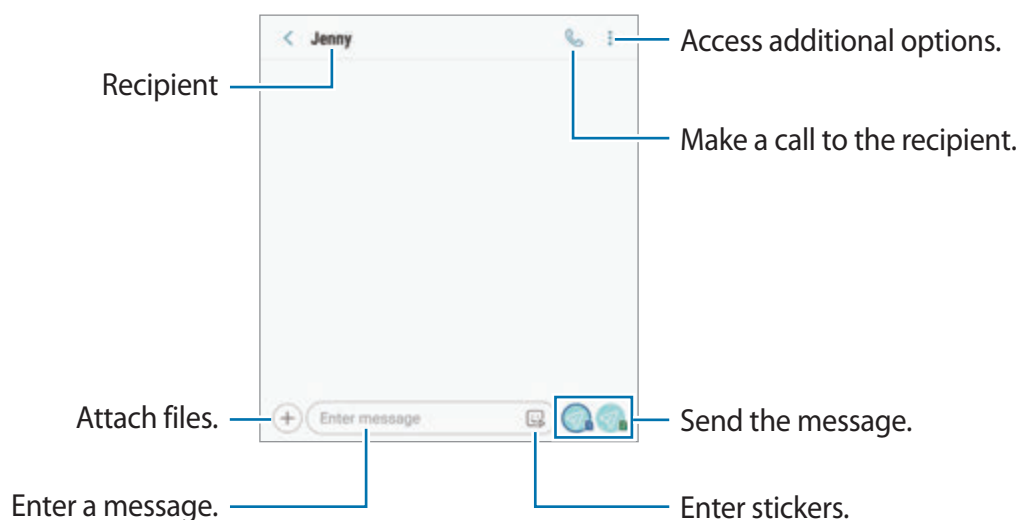 Jenny
Access additional options.
Recipient
Make a call to the recipient.
Attach files.
Enter message
Send the message.
Enter a message.
Enter stickers.